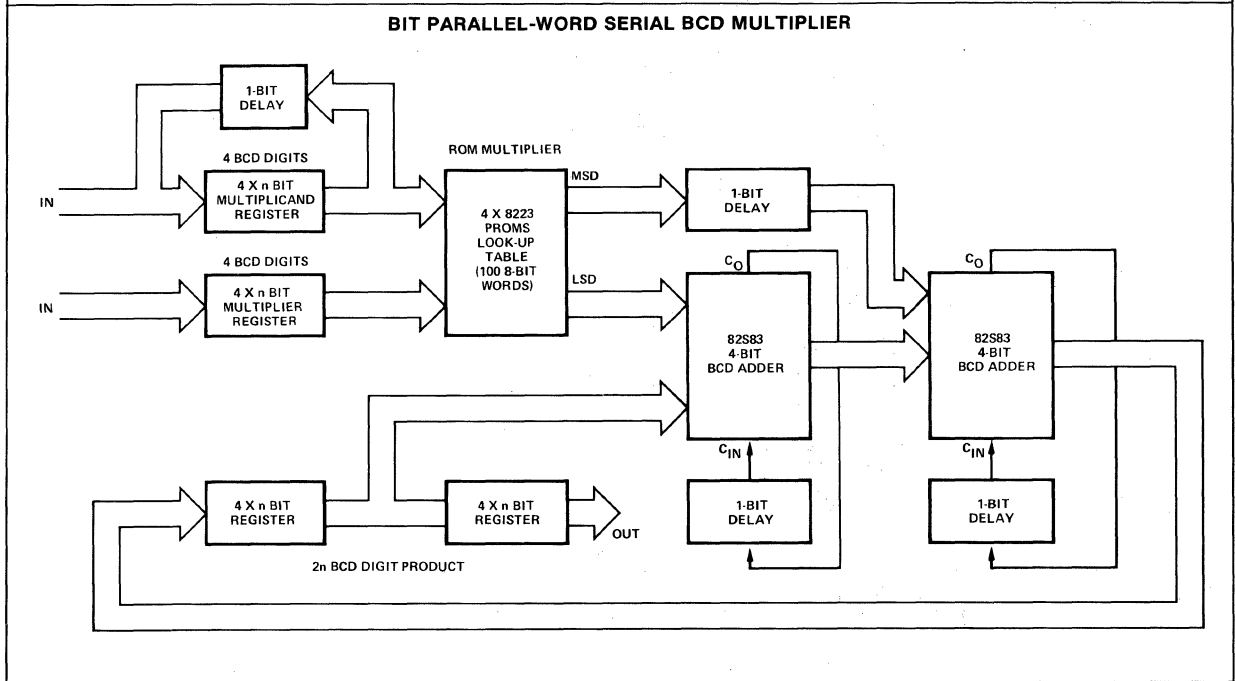 BIT PARALLEL-WORD SERIAL BCD MULTIPLIER
1-BIT
DELAY
4 BCD DIGITS
4 X n BIT
MULTIPLICAND
REGISTER
IN
4 BCD DIGITS
4 X n BIT
MULTIPLIER
REGISTER
IN
ROM MULTIPLIER
4 X 8223
PROMS
LOOK-UP
TABLE
(100 8-BIT
WORDS)
MSD
LSD
1-BIT
DELAY
CO
82S83
4-BIT
BCD ADDER
CIN
1-BIT
DELAY
CO
82S83
4-BIT
BCD ADDER
CIN
1-BIT
DELAY
4 X n BIT
REGISTER
4 X n BIT
REGISTER
OUT
2n BCD DIGIT PRODUCT